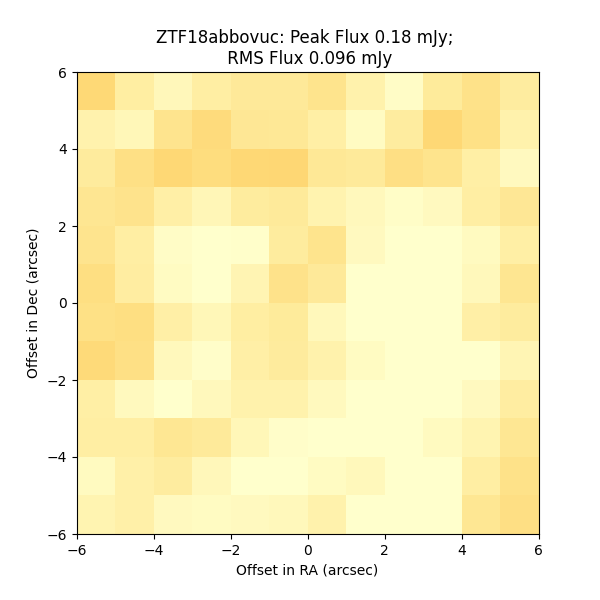 ZTF18abbovuc: Peak Flux 0.18 mJy;
RMS Flux 0.096 mJy
6
4
2
0
−2
−4
−6
Offset in Dec (arcsec)
−6 −4 −2 0 2 4 6
Offset in RA (arcsec)